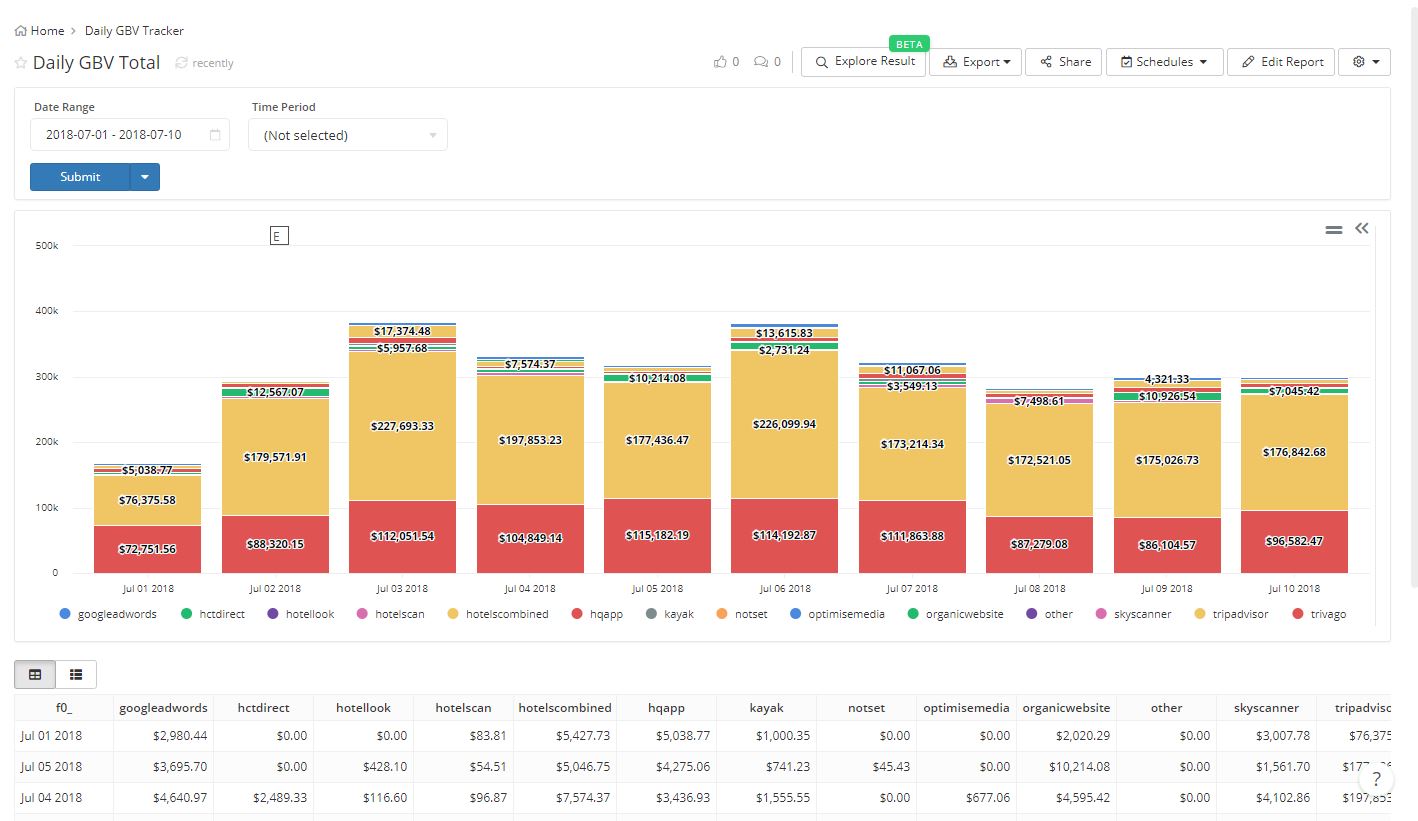 Home > Daily GBV Tracker
BETA
Daily GBV Total recently 0 0 Explore Result Export Share Schedules Edit Report
Date Range Time Period
2018-07-01 - 2018-07-10 (Not selected)
Submit
E
500k
400k
300k
200k
100k
0
$5,038.77
$76,375.58
$72,751.56
$12,567.07
$179,571.91
$88,320.15
$17,374.48
$5,957.68
$227,693.33
$112,051.54
$7,574.37
$197,853.23
$104,849.14
$10,214.08
$177,436.47
$115,182.19
$13,615.83
$2,731.24
$226,099.94
$114,192.87
$11,067.06
$3,549.13
$173,214.34
$111,863.88
$7,498.61
$172,521.05
$87,279.08
4,321.33
$10,926.54
$175,026.73
$86,104.57
$7,045.42
$176,842.68
$96,582.47
Jul 01 2018 Jul 02 2018 Jul 03 2018 Jul 04 2018 Jul 05 2018 Jul 06 2018 Jul 07 2018 Jul 08 2018 Jul 09 2018 Jul 10 2018
googleadwords hctdirect hotellook hotelscan hotelscombined hqapp kayak notset optimisemedia organicwebsite other skyscanner tripadvisor trivago
f0_ googleadwords hctdirect hotellook hotelscan hotelscombined hqapp kayak notset optimisemedia organicwebsite other skyscanner tripadvisc
Jul 01 2018 $2,980.44 $0.00 $0.00 $83.81 $5,427.73 $5,038.77 $1,000.35 $0.00 $0.00 $2,020.29 $0.00 $3,007.78 $76,375
Jul 05 2018 $3,695.70 $0.00 $428.10 $54.51 $5,046.75 $4,275.06 $741.23 $45.43 $0.00 $10,214.08 $0.00 $1,561.70
?
Jul 04 2018 $4,640.97 $2,489.33 $116.60 $96.87 $7,574.37 $3,436.93 $1,555.55 $0.00 $677.06 $4,595.42 $0.00 $4,102.86 $197,853